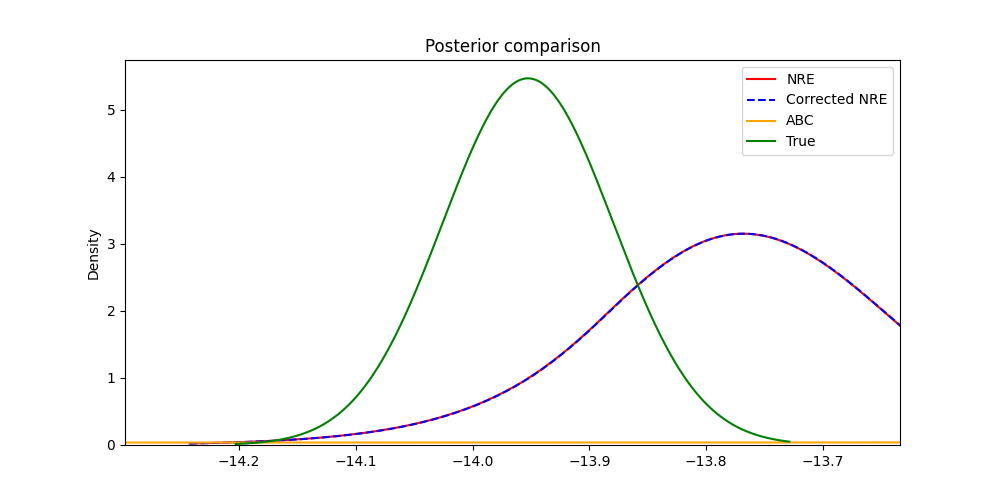 Posterior comparison
NRE
Corrected NRE
ABC
True
Density
5
4
3
2
1
0
−14.2
−14.1
−14.0
−13.9
−13.8
−13.7